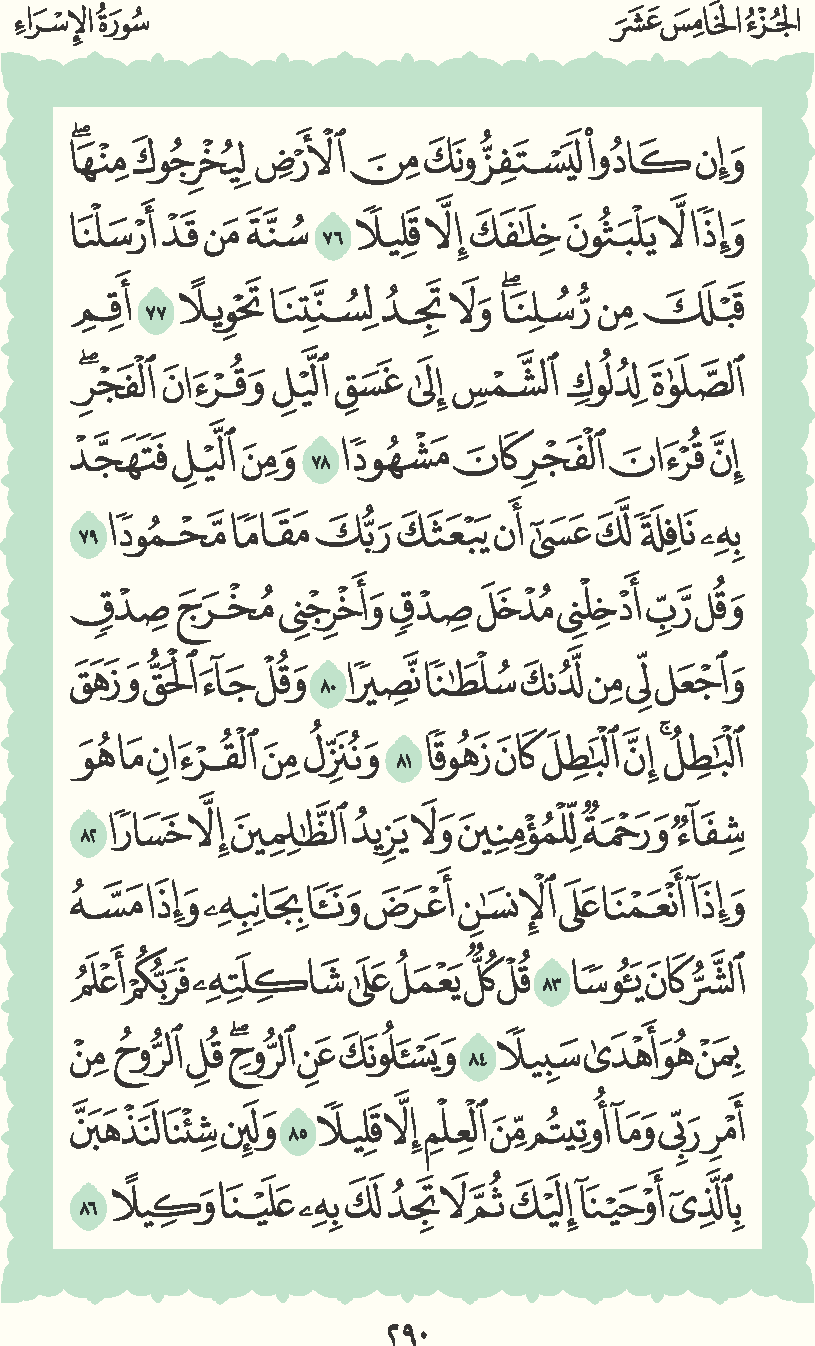 الجُزْءُ الخَامِسَ عَشَرَ
سُورَةُ الإِسْرَاءِ
وَإِن كَادُوا۟ لَيَسْتَفِزُّونَكَ مِنَ ٱلْأَرْضِ لِيُخْرِجُوكَ مِنْهَاۖ
وَإِذًا لَّا يَلْبَثُونَ خِلَٰفَكَ إِلَّا قَلِيلًا ٧٦ سُنَّةَ مَن قَدْ أَرْسَلْنَا
قَبْلَكَ مِن رُّسُلِنَاۖ وَلَا تَجِدُ لِسُنَّتِنَا تَحْوِيلًا ٧٧ أَقِمِ
ٱلصَّلَوٰةَ لِدُلُوكِ ٱلشَّمْسِ إِلَىٰ غَسَقِ ٱلَّيْلِ وَقُرْءَانَ ٱلْفَجْرِۖ
إِنَّ قُرْءَانَ ٱلْفَجْرِ كَانَ مَشْهُودًا ٧٨ وَمِنَ ٱلَّيْلِ فَتَهَجَّدْ
بِهِۦ نَافِلَةً لَّكَ عَسَىٰٓ أَن يَبْعَثَكَ رَبُّكَ مَقَامًا مَّحْمُودًا ٧٩
وَقُل رَّبِّ أَدْخِلْنِى مُدْخَلَ صِدْقٍ وَأَخْرِجْنِى مُخْرَجَ صِدْقٍ
وَٱجْعَل لِّى مِن لَّدُنكَ سُلْطَٰنًا نَّصِيرًا ٨٠ وَقُلْ جَآءَ ٱلْحَقُّ وَزَهَقَ
ٱلْبَٰطِلُۚ إِنَّ ٱلْبَٰطِلَ كَانَ زَهُوقًا ٨١ وَنُنَزِّلُ مِنَ ٱلْقُرْءَانِ مَا هُوَ
شِفَآءٌ وَرَحْمَةٌ لِّلْمُؤْمِنِينَ وَلَا يَزِيدُ ٱلظَّٰلِمِينَ إِلَّا خَسَارًا ٨٢
وَإِذَآ أَنْعَمْنَا عَلَى ٱلْإِنسَٰنِ أَعْرَضَ وَنَـَٔا بِجَانِبِهِۦ وَإِذَا مَسَّهُ
ٱلشَّرُّ كَانَ يَـُٔوسًا ٨٣ قُلْ كُلٌّ يَعْمَلُ عَلَىٰ شَاكِلَتِهِۦ فَرَبُّكُمْ أَعْلَمُ
بِمَنْ هُوَ أَهْدَىٰ سَبِيلًا ٨٤ وَيَسْـَٔلُونَكَ عَنِ ٱلرُّوحِۖ قُلِ ٱلرُّوحُ مِنْ
أَمْرِ رَبِّى وَمَآ أُوتِيتُم مِّنَ ٱلْعِلْمِ إِلَّا قَلِيلًا ٨٥ وَلَئِن شِئْنَا لَنَذْهَبَنَّ
بِٱلَّذِىٓ أَوْحَيْنَآ إِلَيْكَ ثُمَّ لَا تَجِدُ لَكَ بِهِۦ عَلَيْنَا وَكِيلًا ٨٦
٢٩٠